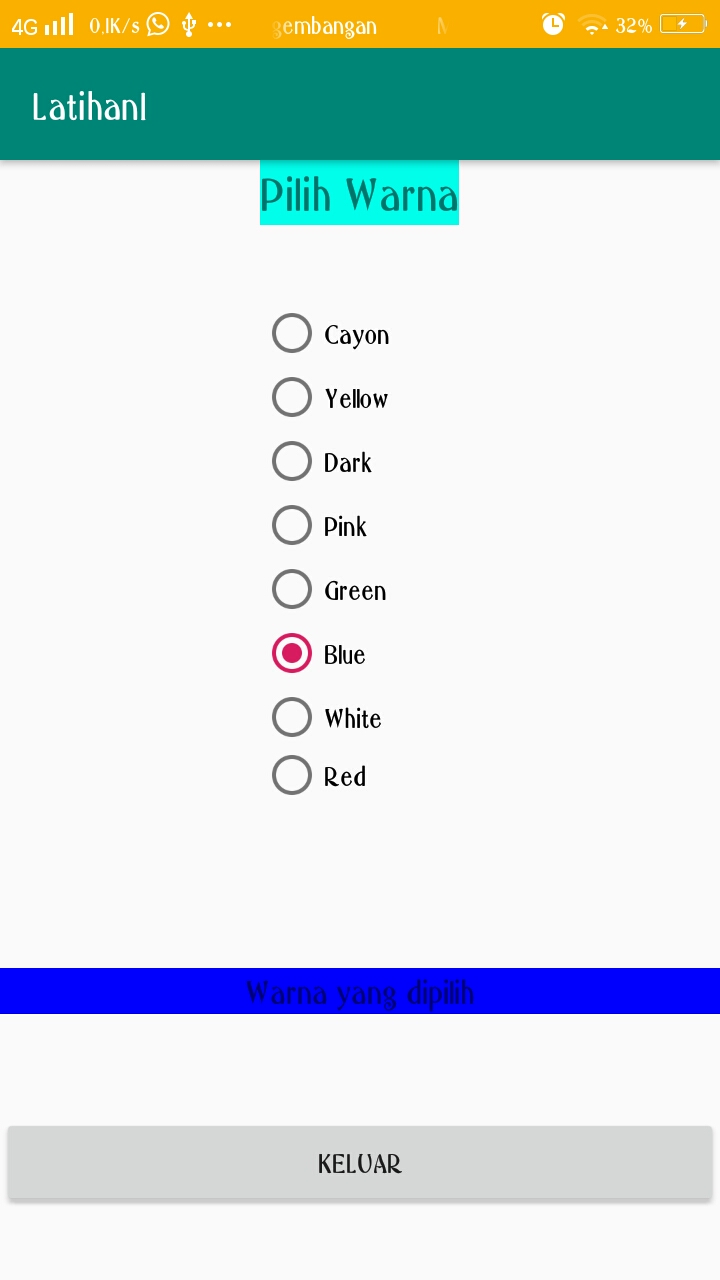 4G 0.1K/s gembangan 32%
Latihan1
Pilih Warna
Cayon
Yellow
Dark
Pink
Green
Blue
White
Red
Warna yang dipilih
KELUAR